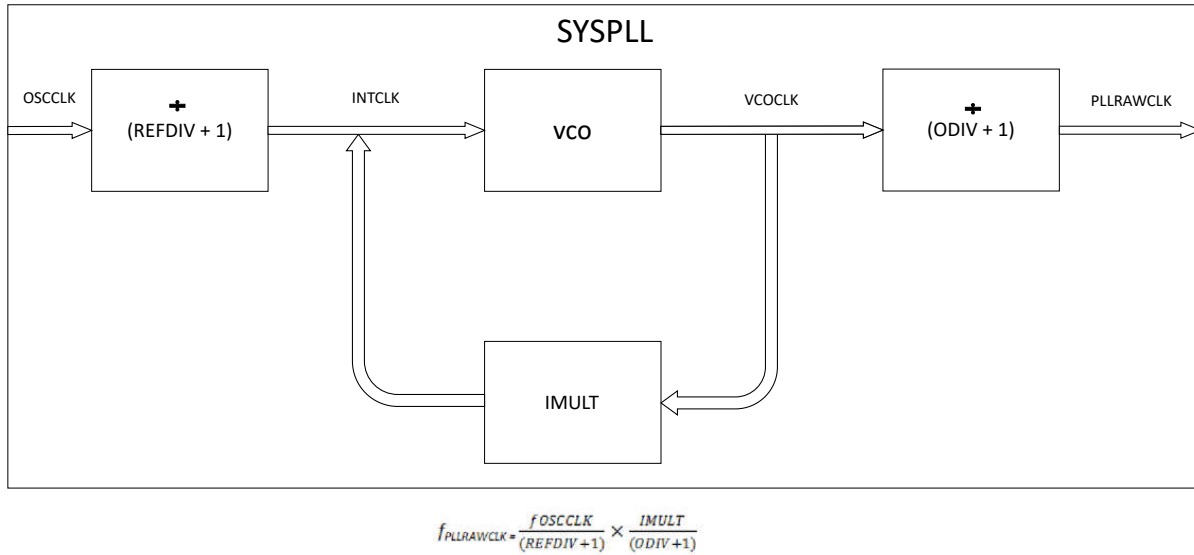 SYSPLL
OSCCLK
÷
(REFDIV + 1)
INTCLK
VCO
VCOCLK
÷
(ODIV + 1)
PLLRAWCLK
IMULT
fPLLRAWCLK = fOSCCLK / (REFDIV+1) × IMULT / (ODIV+1)